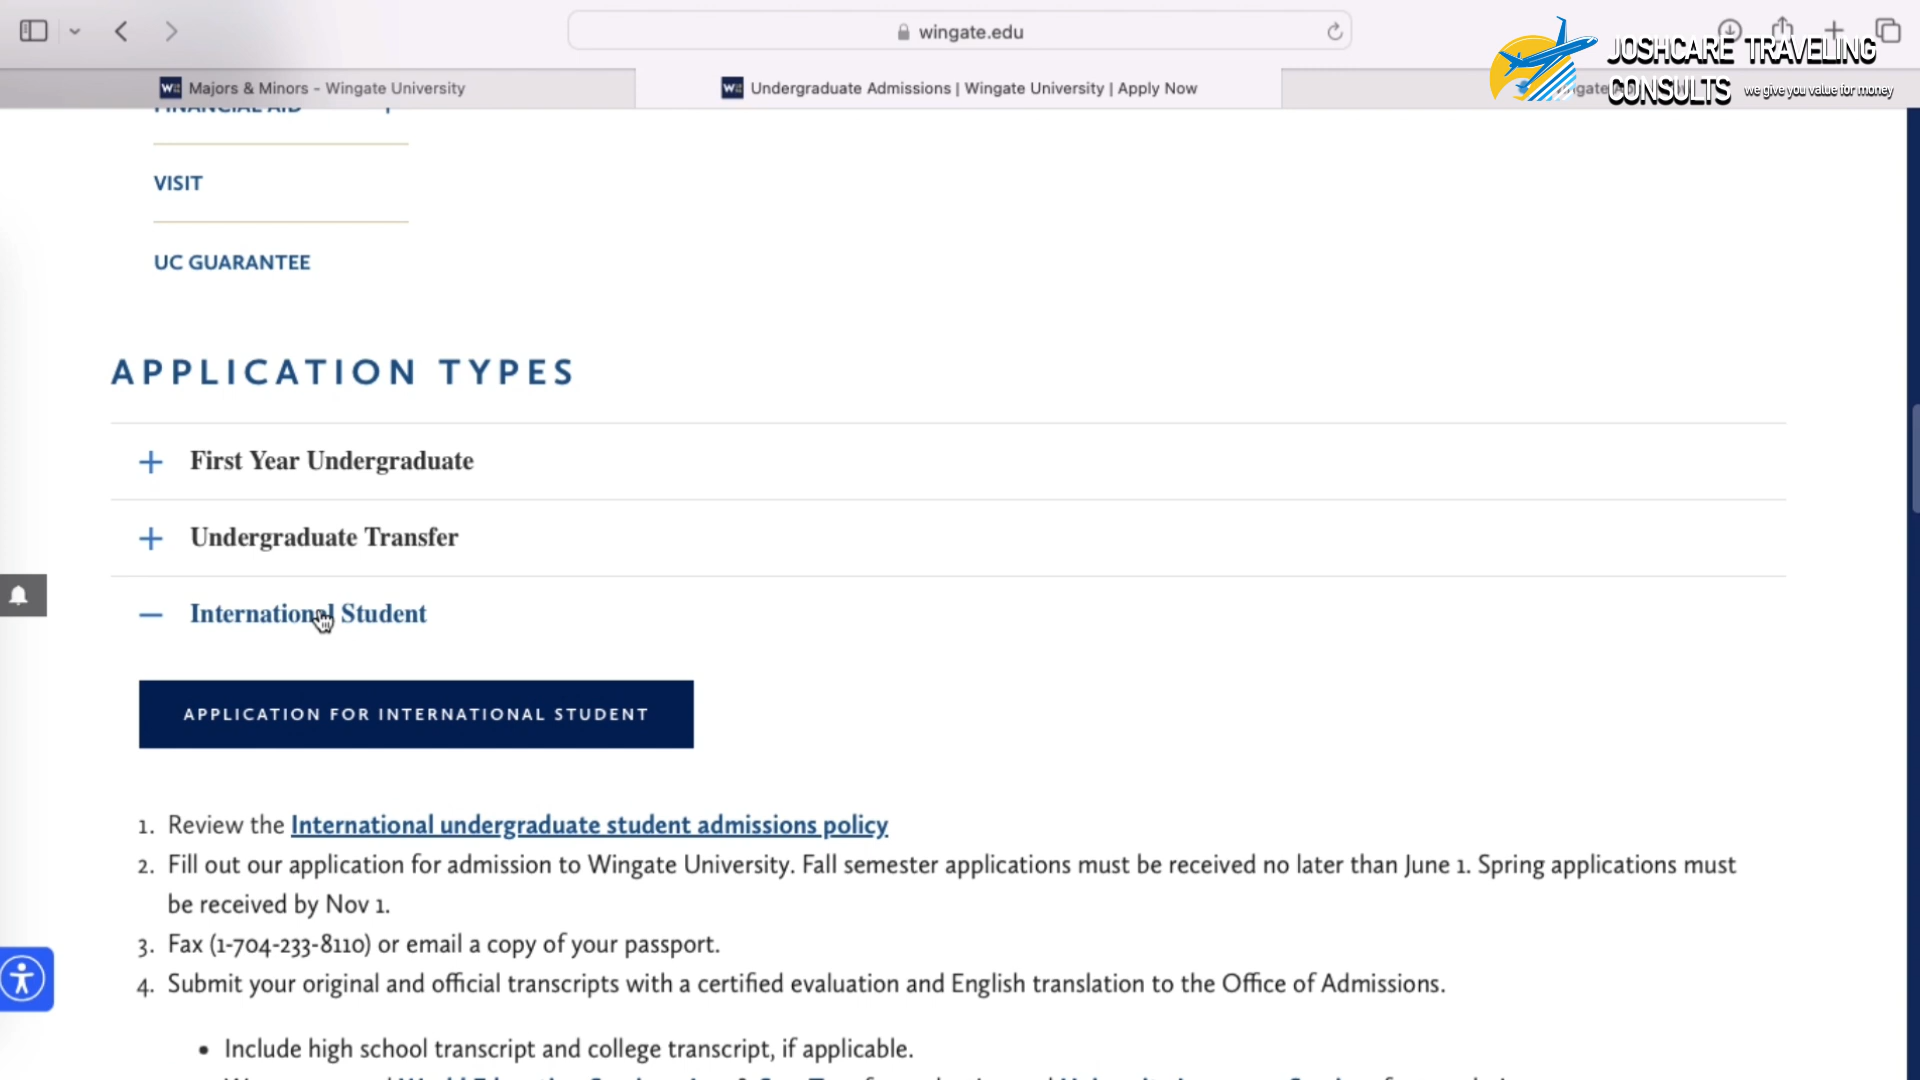 wingate.edu
Majors & Minors - Wingate University
Undergraduate Admissions | Wingate University | Apply Now
JOSHCARE TRAVELING
CONSULTS we give you value for money
FINANCIAL AID +
VISIT
UC GUARANTEE
APPLICATION TYPES
+ First Year Undergraduate
+ Undergraduate Transfer
— International Student
APPLICATION FOR INTERNATIONAL STUDENT
1. Review the International undergraduate student admissions policy
2. Fill out our application for admission to Wingate University. Fall semester applications must be received no later than June 1. Spring applications must
be received by Nov 1.
3. Fax (1-704-233-8110) or email a copy of your passport.
4. Submit your original and official transcripts with a certified evaluation and English translation to the Office of Admissions.
• Include high school transcript and college transcript, if applicable.